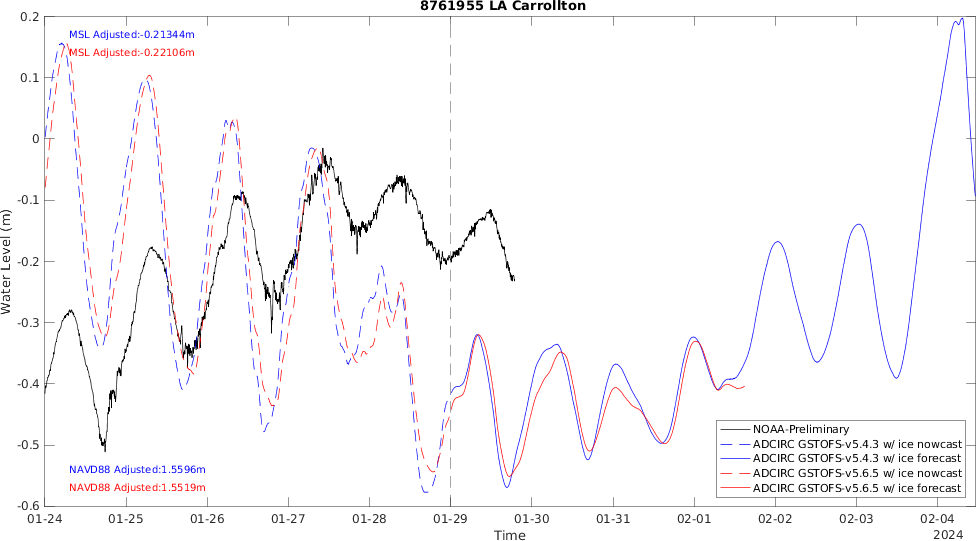 8761955 LA Carrollton
MSL Adjusted:-0.21344m
MSL Adjusted:-0.22106m
NAVD88 Adjusted:1.5596m
NAVD88 Adjusted:1.5519m
Water Level (m)
0.2
0.1
0
-0.1
-0.2
-0.3
-0.4
-0.5
-0.6
NOAA-Preliminary
ADCIRC GSTOFS-v5.4.3 w/ ice nowcast
ADCIRC GSTOFS-v5.4.3 w/ ice forecast
ADCIRC GSTOFS-v5.6.5 w/ ice nowcast
ADCIRC GSTOFS-v5.6.5 w/ ice forecast
01-24 01-25 01-26 01-27 01-28 01-29 01-30 01-31 02-01 02-02 02-03 02-04
Time
2024